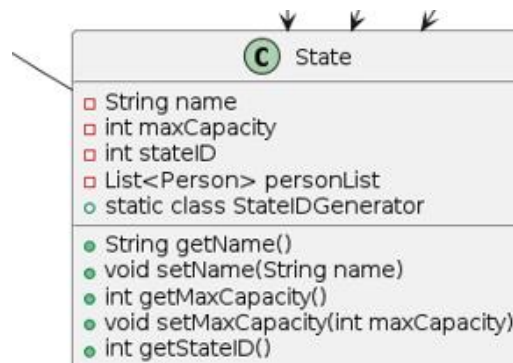 C State
String name
int maxCapacity
int stateID
List<Person> personList
static class StateIDGenerator
String getName()
void setName(String name)
int getMaxCapacity()
void setMaxCapacity(int maxCapacity)
int getStateID()